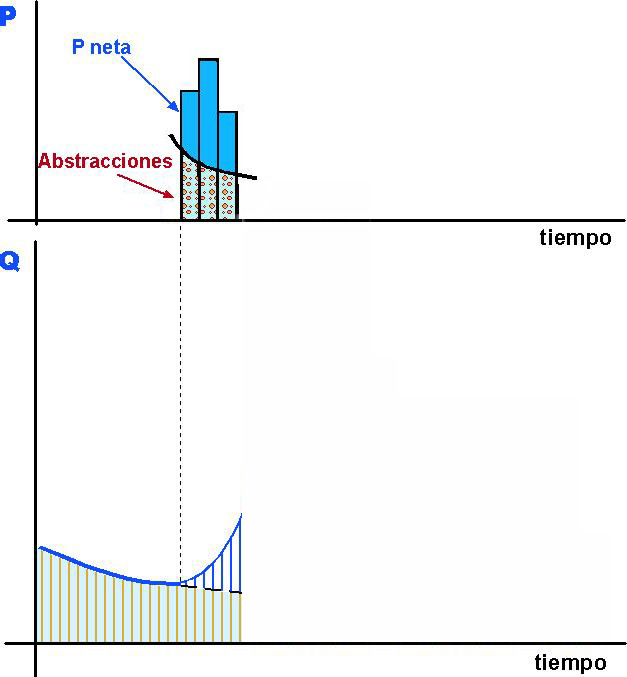 P
P neta
Abstracciones
tiempo
Q
tiempo